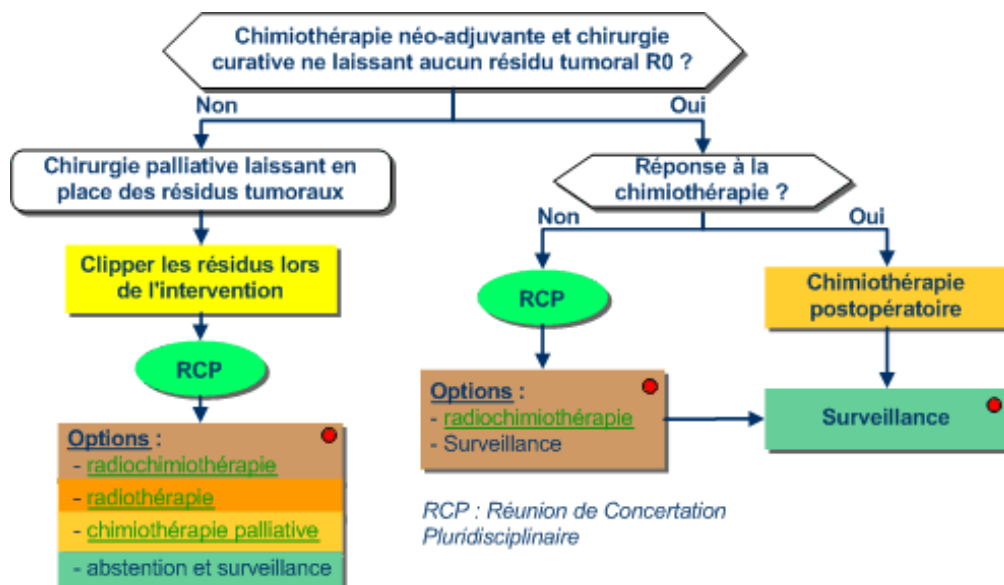 Chimiothérapie néo-adjuvante et chirurgie
curative ne laissant aucun résidu tumoral R0 ?
Non
Oui
Chirurgie palliative laissant en
place des résidus tumoraux
Réponse à la
chimiothérapie ?
Non
Oui
Clipper les résidus lors
de l'intervention
RCP
Chimiothérapie
postopératoire
RCP
Options :
- radiochimiothérapie
- Surveillance
Surveillance
Options :
- radiochimiothérapie
- radiothérapie
- chimiothérapie palliative
- abstention et surveillance
RCP : Réunion de Concertation
Pluridisciplinaire